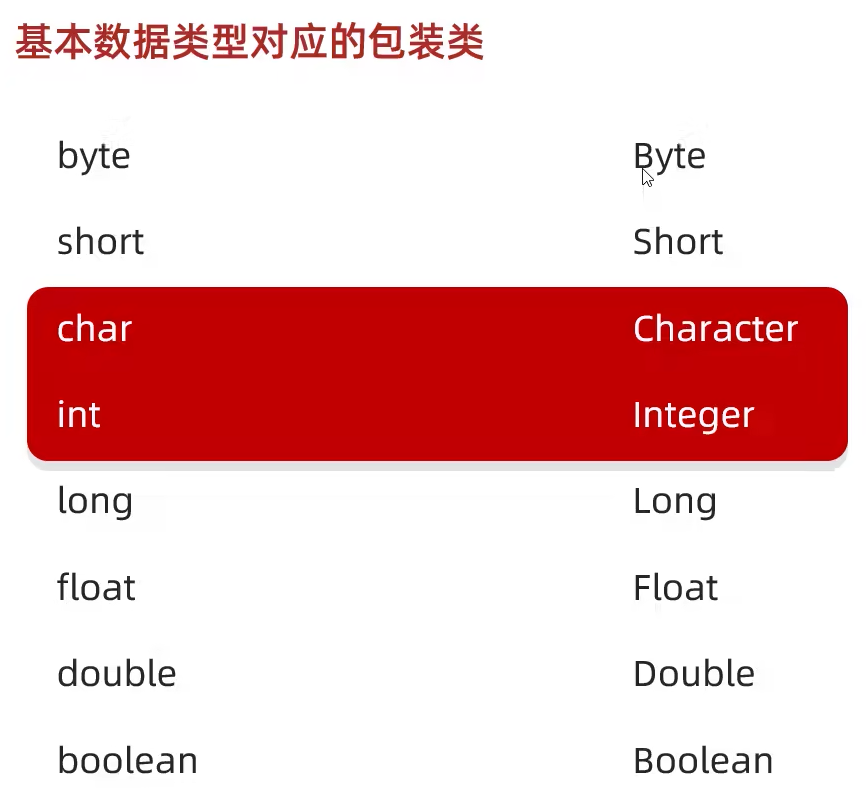 基本数据类型对应的包装类
byte Byte
short Short
char Character
int Integer
long Long
float Float
double Double
boolean Boolean